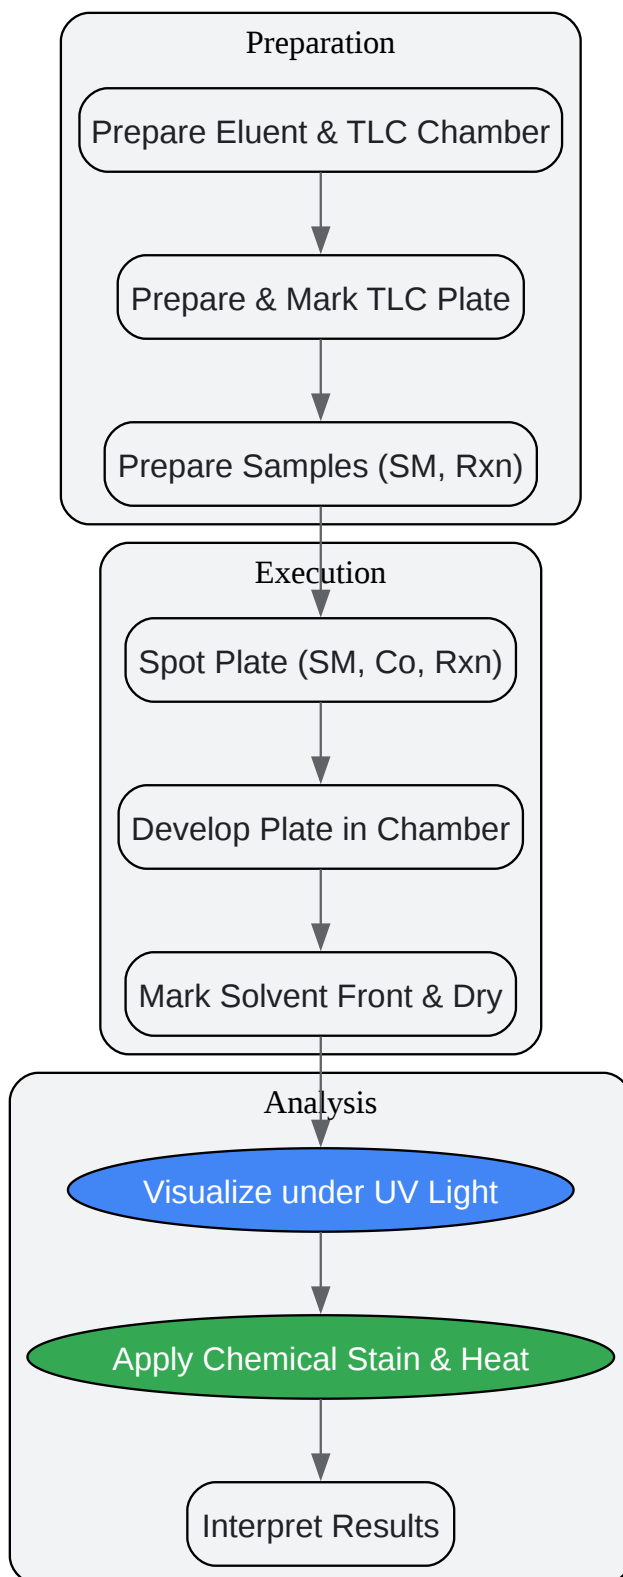 Preparation
Prepare Eluent & TLC Chamber
Prepare & Mark TLC Plate
Prepare Samples (SM, Rxn)
Execution
Spot Plate (SM, Co, Rxn)
Develop Plate in Chamber
Mark Solvent Front & Dry
Analysis
Visualize under UV Light
Apply Chemical Stain & Heat
Interpret Results